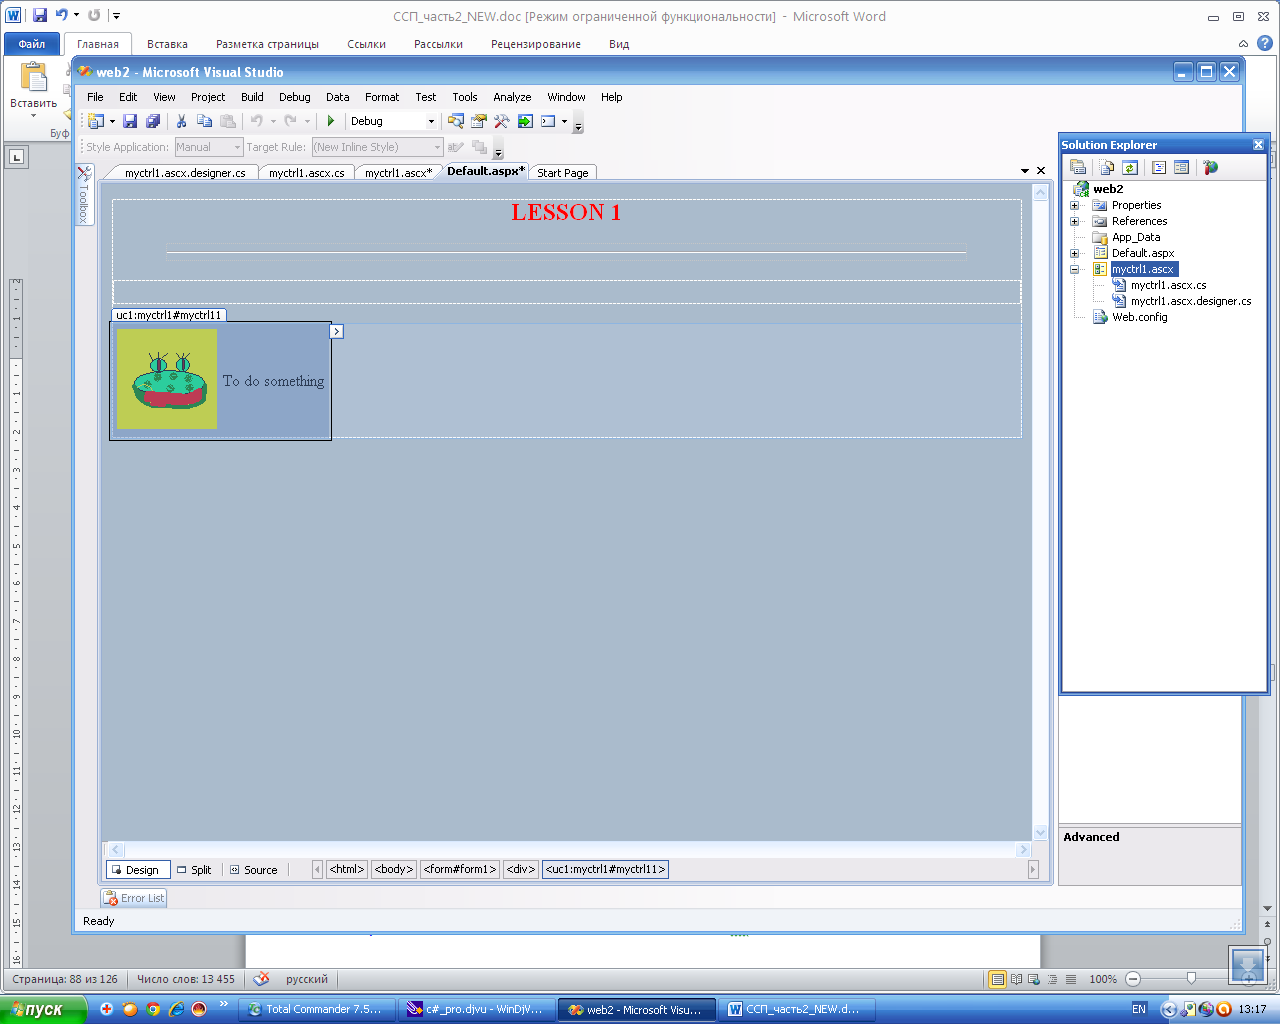 ССП_часть2_NEW.doc [Режим ограниченной функциональности] - Microsoft Word
Файл Главная Вставка Разметка страницы Ссылки Рассылки Рецензирование Вид
Вставить
Буф
web2 - Microsoft Visual Studio
File Edit View Project Build Debug Data Format Test Tools Analyze Window Help
Debug
Style Application: Manual Target Rule: (New Inline Style)
myctrl1.ascx.designer.cs myctrl1.ascx.cs myctrl1.ascx* Default.aspx* Start Page
Toolbox
LESSON 1
uc1:myctrl1#myctrl11
To do something
Solution Explorer
web2
Properties
References
App_Data
Default.aspx
myctrl1.ascx
myctrl1.ascx.cs
myctrl1.ascx.designer.cs
Web.config
Advanced
Design Split Source <html> <body> <form#form1> <div> <uc1:myctrl1#myctrl11>
Error List
Ready
Страница: 88 из 126 Число слов: 13 455 русский 100%
пуск Total Commander 7.5... c#_pro.djvu - WinDjV... web2 - Microsoft Visu... ССП_часть2_NEW.d... EN 13:17